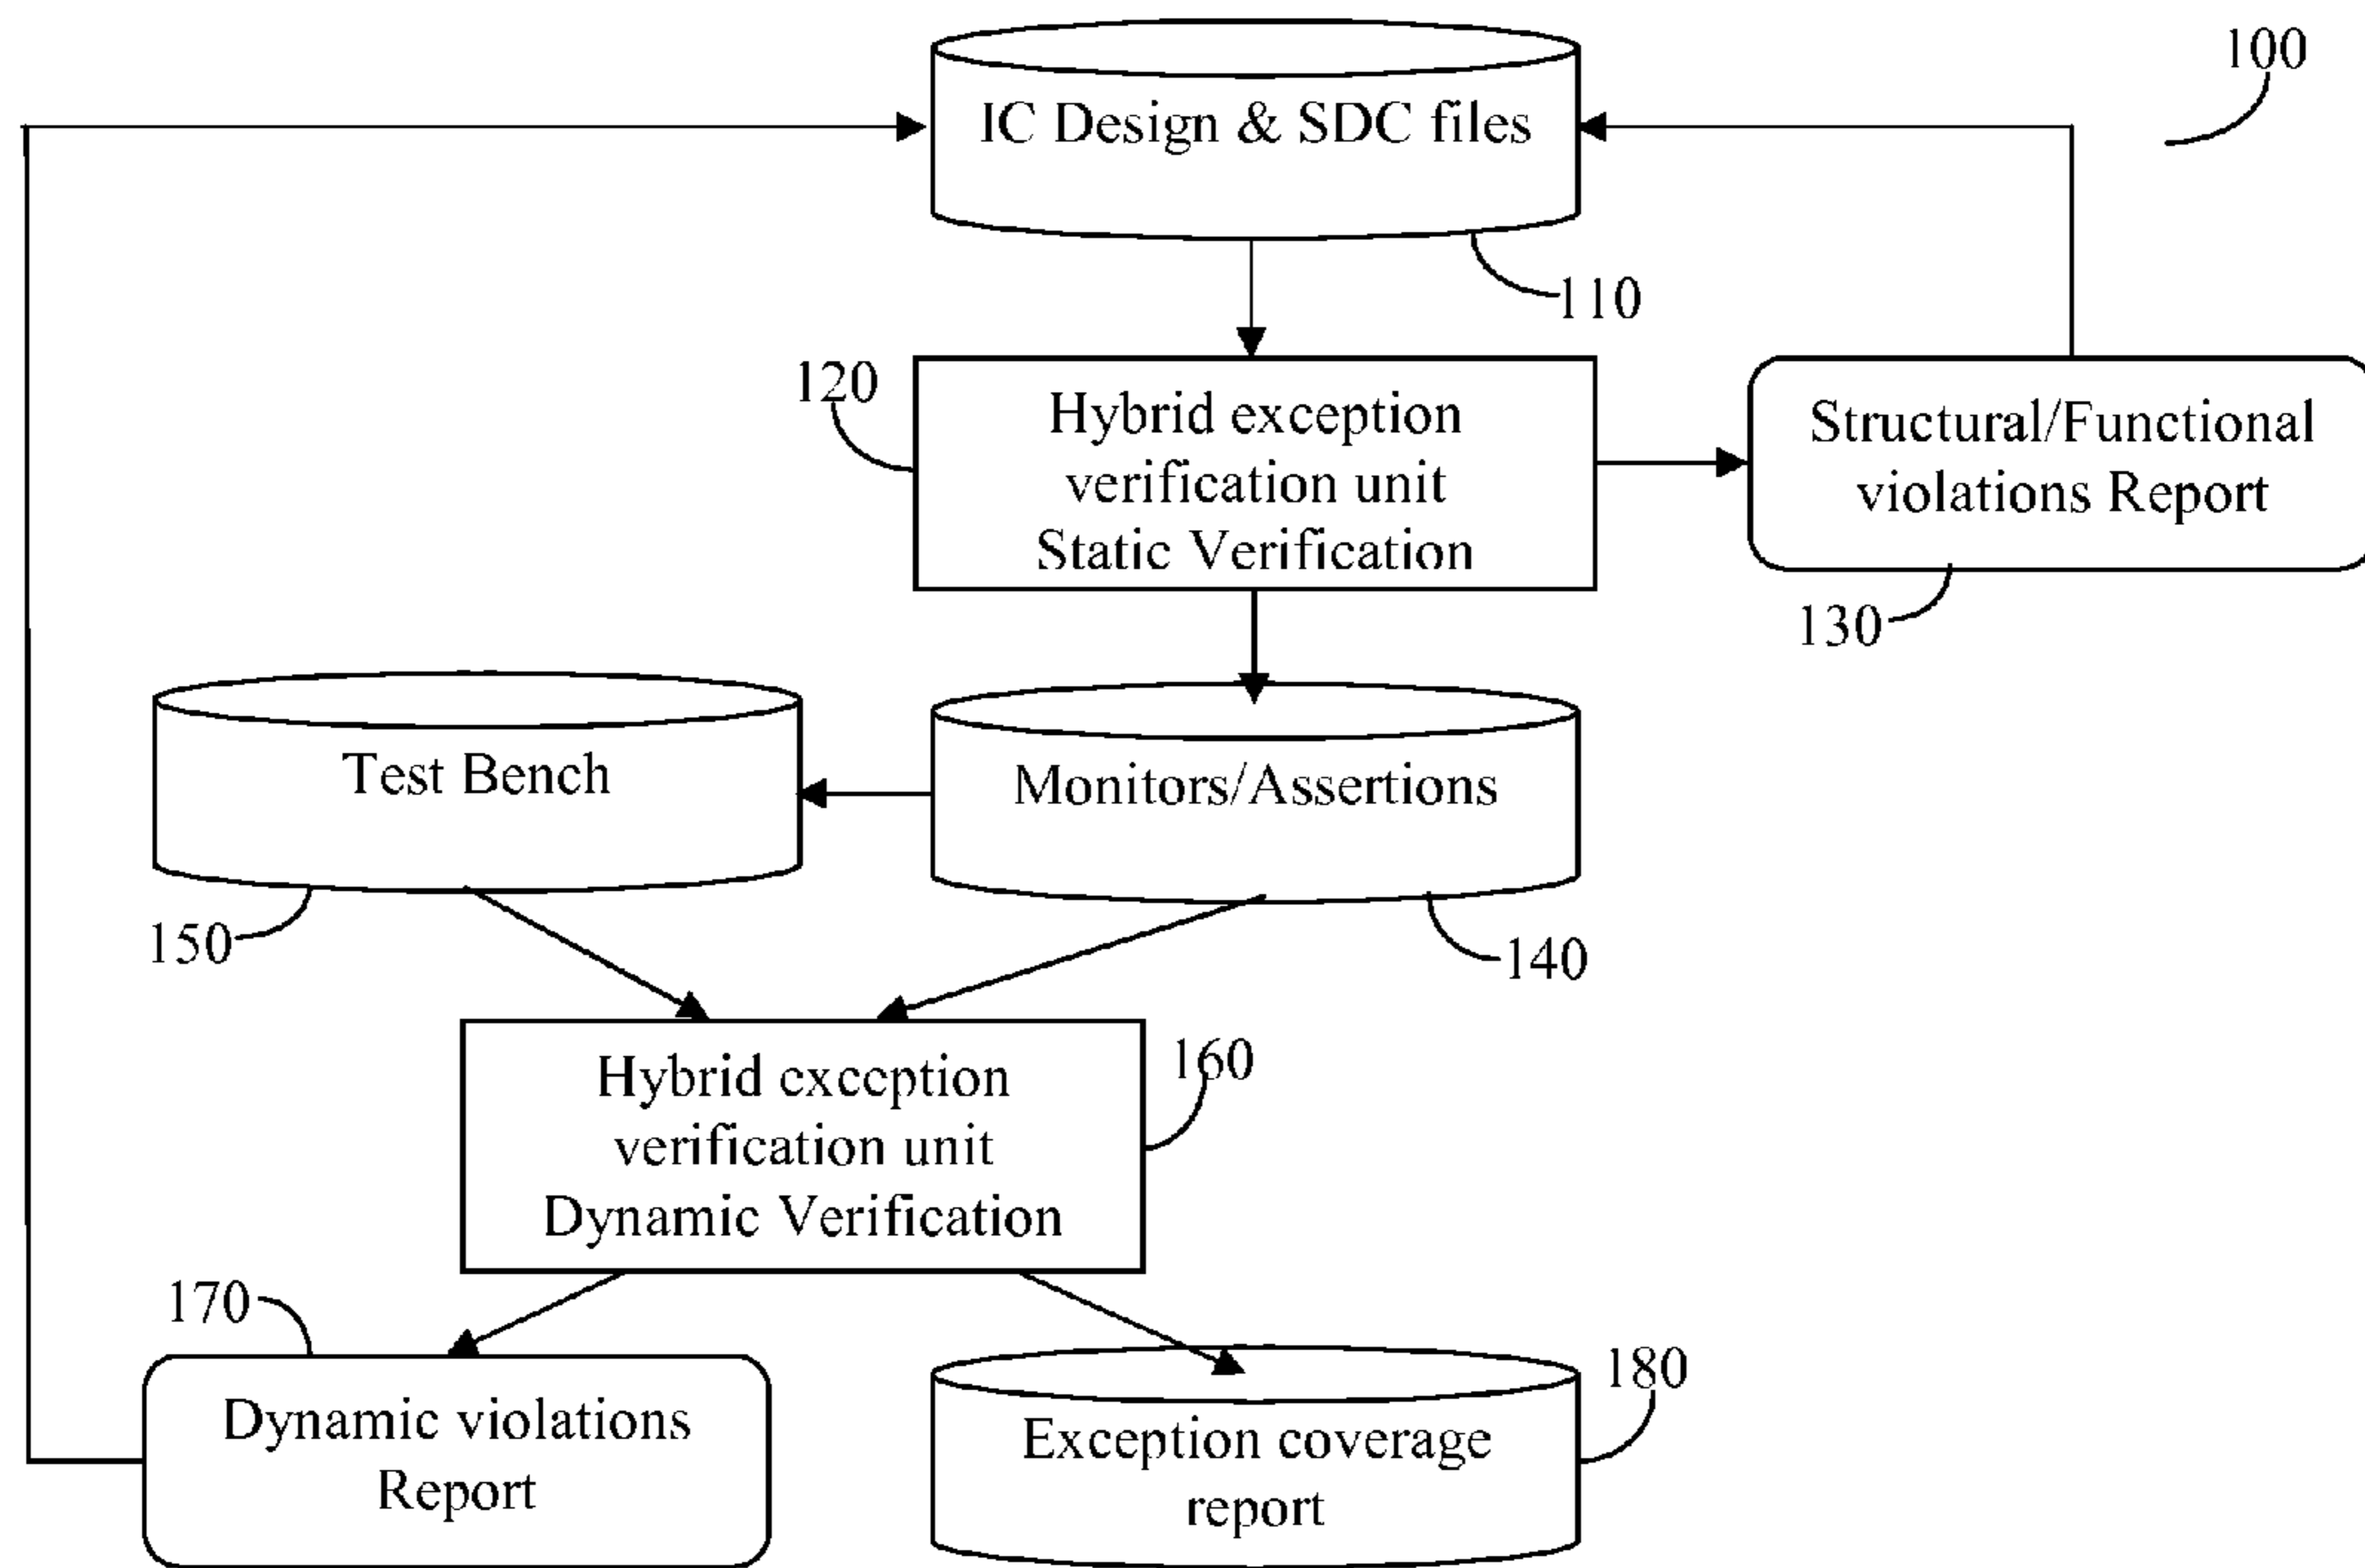 100
IC Design & SDC files
110
120
Hybrid exception
verification unit
Static Verification
Structural/Functional
violations Report
130
Test Bench
Monitors/Assertions
150
140
Hybrid exception
verification unit
Dynamic Verification
160
170
Dynamic violations
Report
180
Exception coverage
report